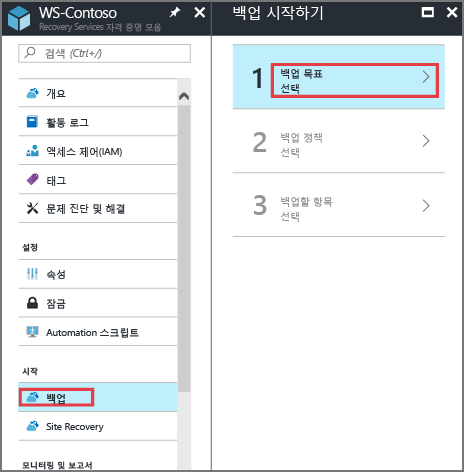 WS-Contoso
Recovery Services 자격 증명 모음
검색 (Ctrl+/)
개요
활동 로그
액세스 제어(IAM)
태그
문제 진단 및 해결
설정
속성
잠금
Automation 스크립트
시작
백업
Site Recovery
모니터링 및 보고서
백업 시작하기
1 백업 목표
선택
2 백업 정책
선택
3 백업할 항목
선택